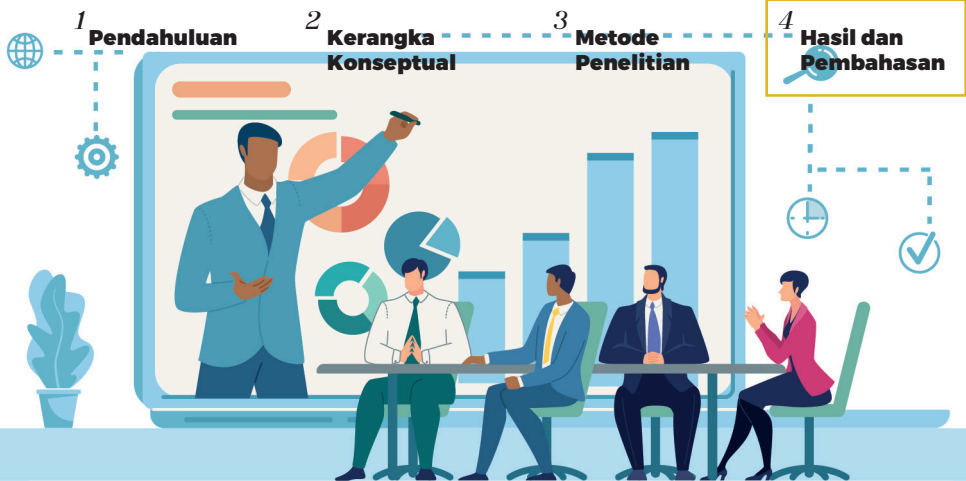 1
Pendahuluan
2
Kerangka
Konseptual
3
Metode
Penelitian
4
Hasil dan
Pembahasan